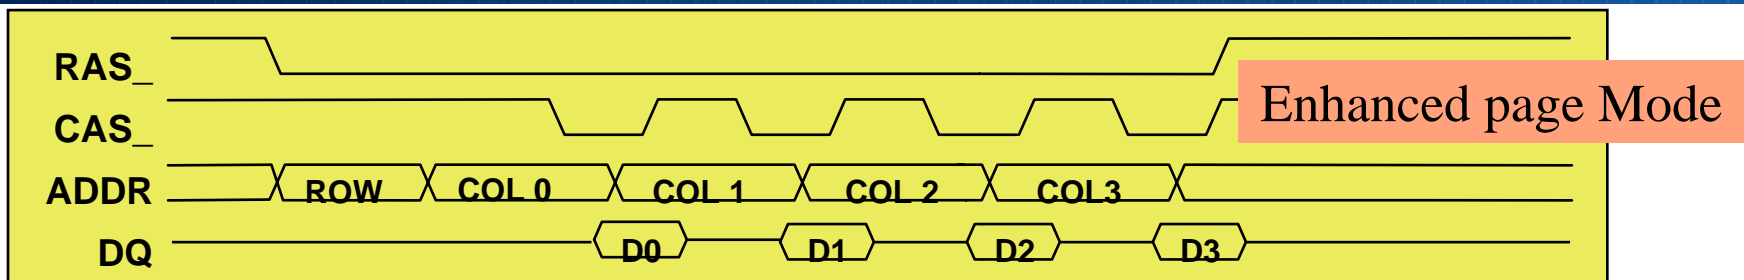 RAS_
Enhanced page Mode
CAS_
ADDR ROW COL 0 COL 1 COL 2 COL3
DQ D0 D1 D2 D3